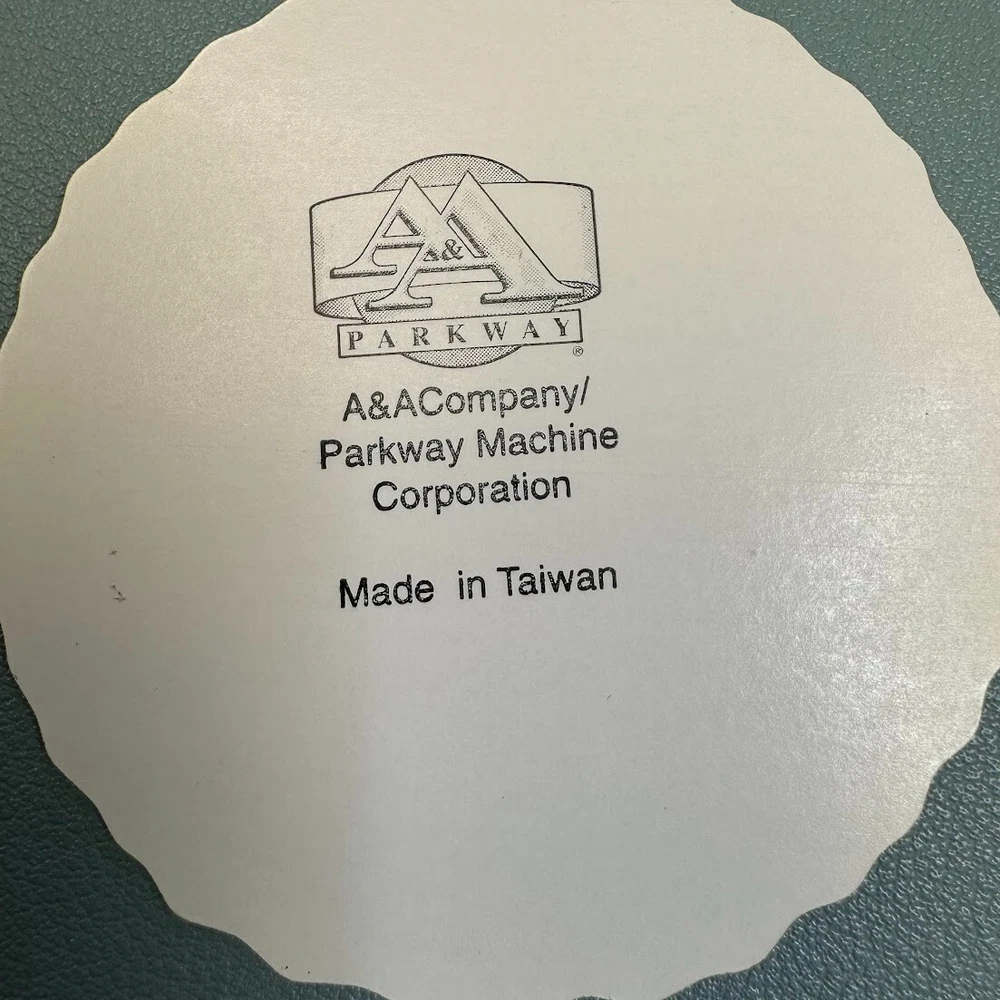 A&A
PARKWAY
®
A&ACompany/
Parkway Machine
Corporation
Made in Taiwan